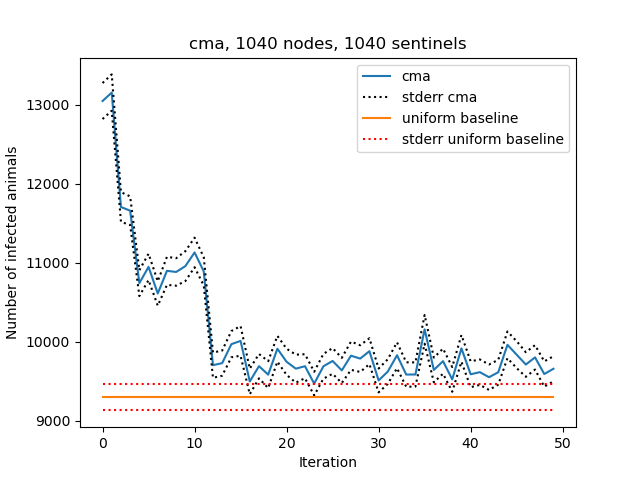 cma, 1040 nodes, 1040 sentinels
cma
stderr cma
uniform baseline
stderr uniform baseline
Number of infected animals
13000
12000
11000
10000
9000
0 10 20 30 40 50
Iteration